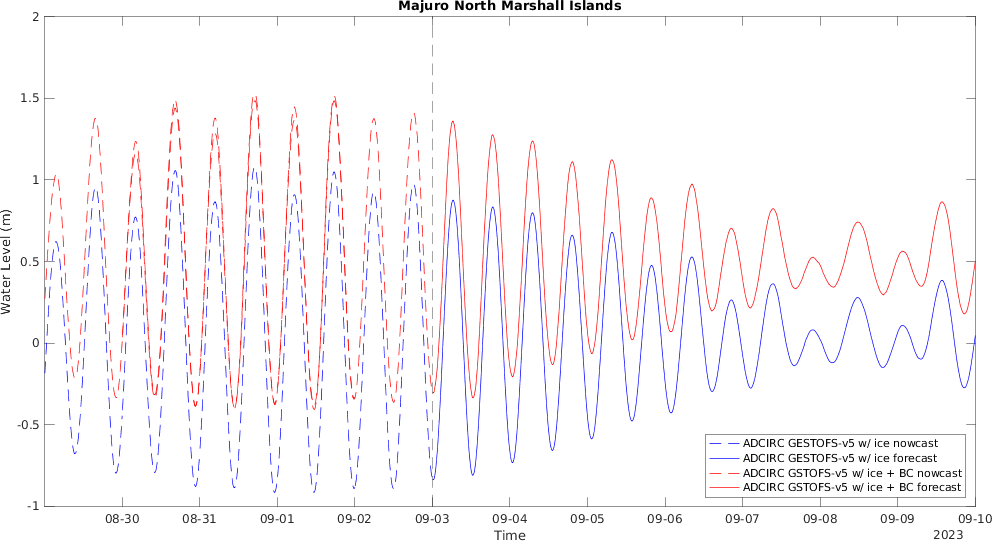 Majuro North Marshall Islands
Water Level (m)
2
1.5
1
0.5
0
-0.5
-1
ADCIRC GESTOFS-v5 w/ ice nowcast
ADCIRC GESTOFS-v5 w/ ice forecast
ADCIRC GSTOFS-v5 w/ ice + BC nowcast
ADCIRC GSTOFS-v5 w/ ice + BC forecast
08-30 08-31 09-01 09-02 09-03 09-04 09-05 09-06 09-07 09-08 09-09 09-10
Time
2023